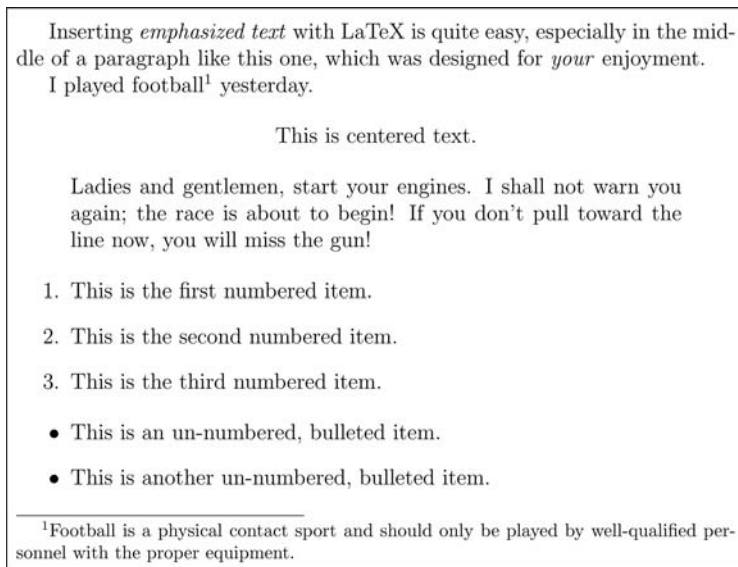 Inserting emphasized text with LaTeX is quite easy, especially in the mid-
dle of a paragraph like this one, which was designed for your enjoyment.
I played football¹ yesterday.
This is centered text.
Ladies and gentlemen, start your engines. I shall not warn you
again; the race is about to begin! If you don't pull toward the
line now, you will miss the gun!
1. This is the first numbered item.
2. This is the second numbered item.
3. This is the third numbered item.
• This is an un-numbered, bulleted item.
• This is another un-numbered, bulleted item.
¹Football is a physical contact sport and should only be played by well-qualified per-
sonnel with the proper equipment.